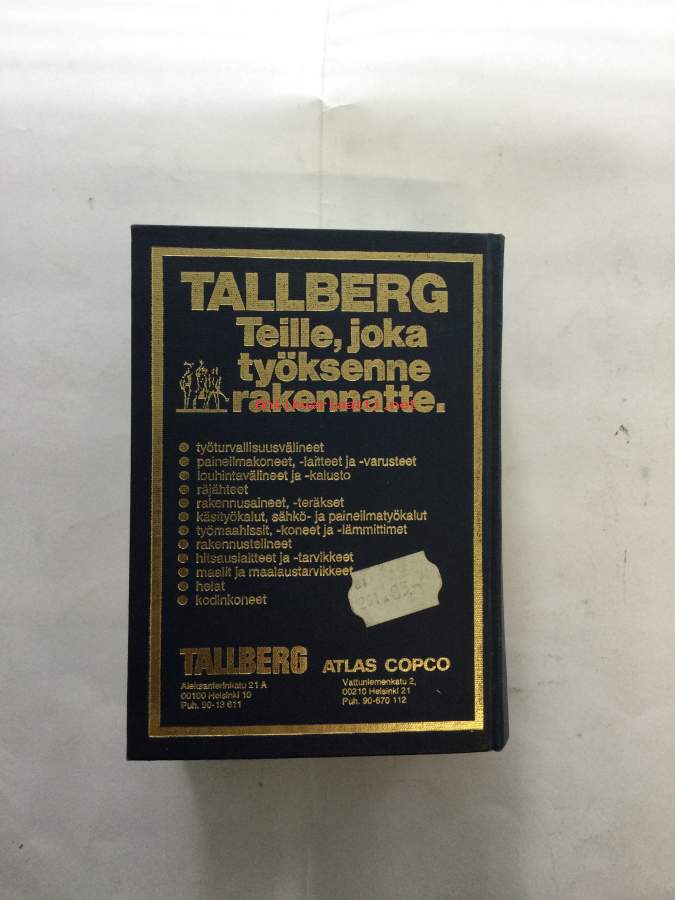 TALLBERG
Teille, joka
työksenne
rakennatte.
työturvallisuusvälineet
paineilmakoneet, -laitteet ja -varusteet
louhintavälineet ja -kalusto
räjähteet
rakennusaineet, -teräkset
käsityökalut, sähkö- ja paineilmatyökalut
työmaahissit, -koneet ja -lämmittimet
rakennustelineet
hitsauslaitteet ja -tarvikkeet
maalit ja maalaustarvikkeet
helat
kodinkoneet
TALLBERG
Aleksanterinkatu 21 A
00100 Helsinki 10
Puh. 90-13 611
ATLAS COPCO
Vattuniemenkatu 2,
00210 Helsinki 21
Puh. 90-670 112